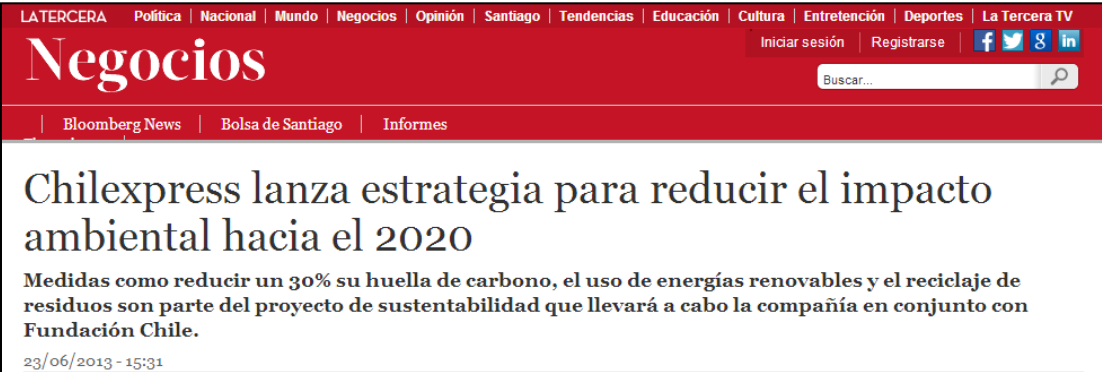 LATERCERA Política | Nacional | Mundo | Negocios | Opinión | Santiago | Tendencias | Educación | Cultura | Entretención | Deportes | La Tercera TV
Iniciar sesión | Registrarse |
Negocios
Buscar...
| Bloomberg News | Bolsa de Santiago | Informes
Chilexpress lanza estrategia para reducir el impacto
ambiental hacia el 2020
Medidas como reducir un 30% su huella de carbono, el uso de energías renovables y el reciclaje de
residuos son parte del proyecto de sustentabilidad que llevará a cabo la compañía en conjunto con
Fundación Chile.
23/06/2013 - 15:31